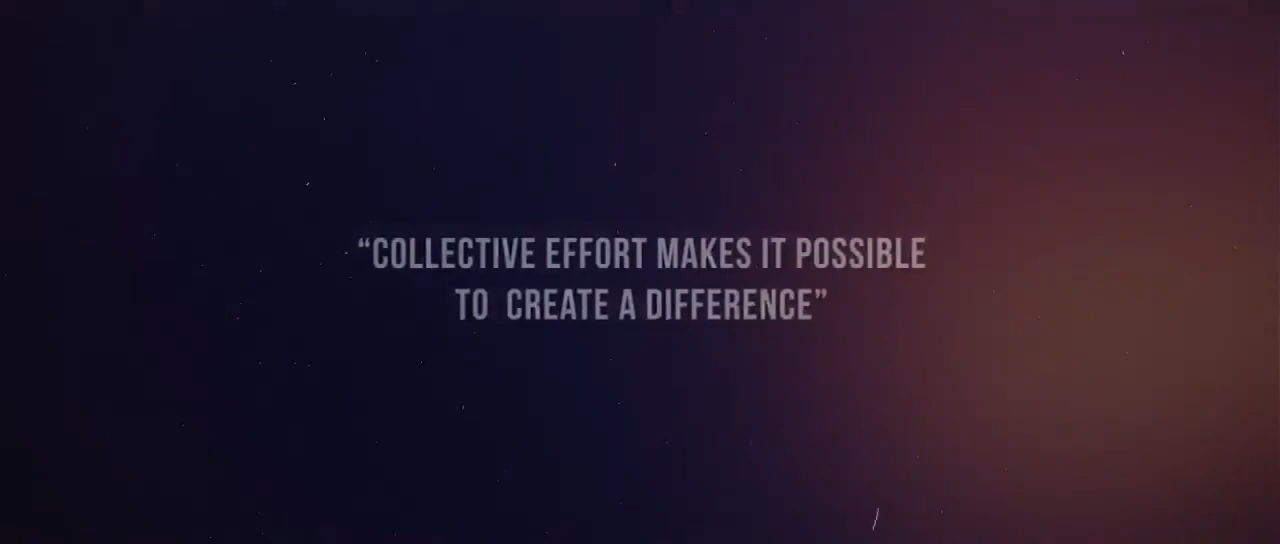 “COLLECTIVE EFFORT MAKES IT POSSIBLE
TO  CREATE A DIFFERENCE”